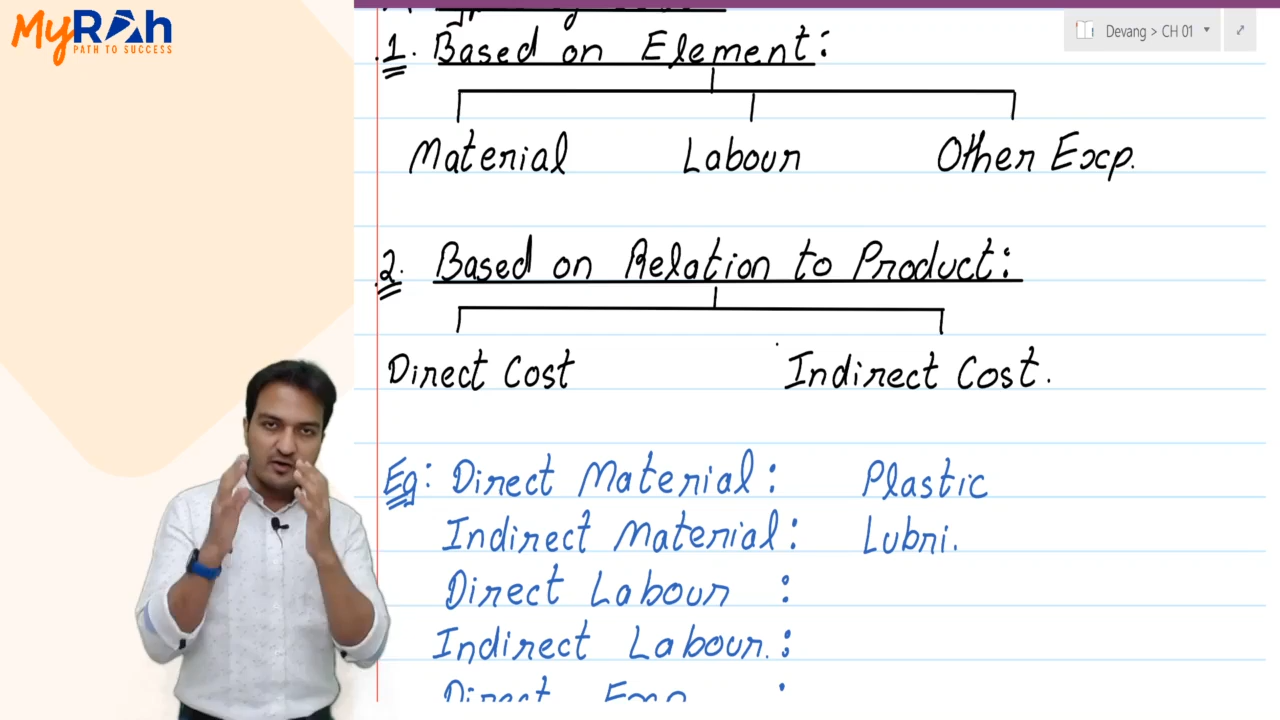 MyRAh
PATH TO SUCCESS
Devang > CH 01
1. Based on Element:
Material Labour Other Exp.
2. Based on Relation to Product:
Direct Cost Indirect Cost.
Eg: Direct Material: Plastic
Indirect Material: Lubri.
Direct Labour :
Indirect Labour:
Direct :